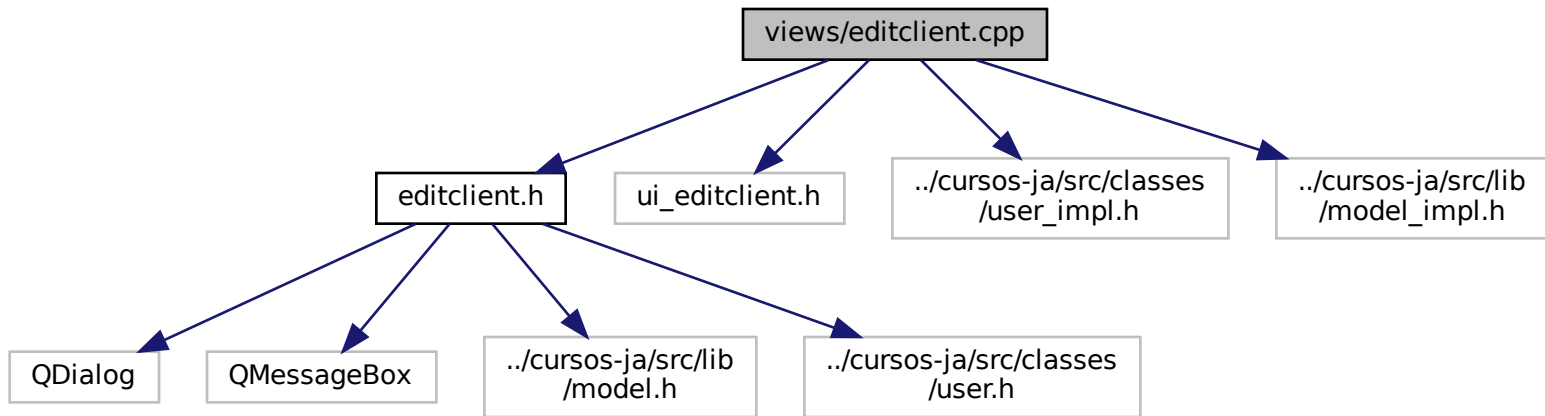 views/editclient.cpp
editclient.h
ui_editclient.h
../cursos-ja/src/classes
/user_impl.h
../cursos-ja/src/lib
/model_impl.h
QDialog
QMessageBox
../cursos-ja/src/lib
/model.h
../cursos-ja/src/classes
/user.h